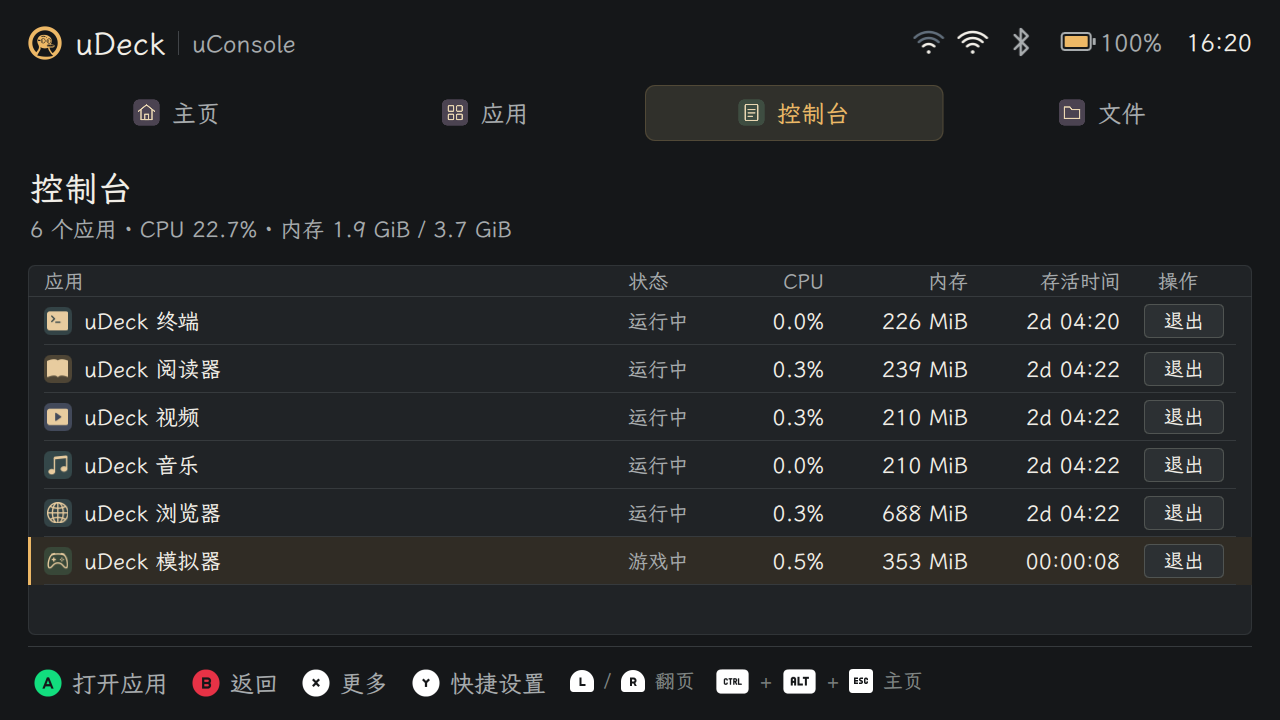 uDeck uConsole 100% 16:20
主页 应用 控制台 文件
控制台
6 个应用 • CPU 22.7% • 内存 1.9 GiB / 3.7 GiB
应用 状态 CPU 内存 存活时间 操作
uDeck 终端 运行中 0.0% 226 MiB 2d 04:20 退出
uDeck 阅读器 运行中 0.3% 239 MiB 2d 04:22 退出
uDeck 视频 运行中 0.3% 210 MiB 2d 04:22 退出
uDeck 音乐 运行中 0.0% 210 MiB 2d 04:22 退出
uDeck 浏览器 运行中 0.3% 688 MiB 2d 04:22 退出
uDeck 模拟器 游戏中 0.5% 353 MiB 00:00:08 退出
A 打开应用 B 返回 X 更多 Y 快捷设置 L / R 翻页 CTRL + ALT + ESC 主页